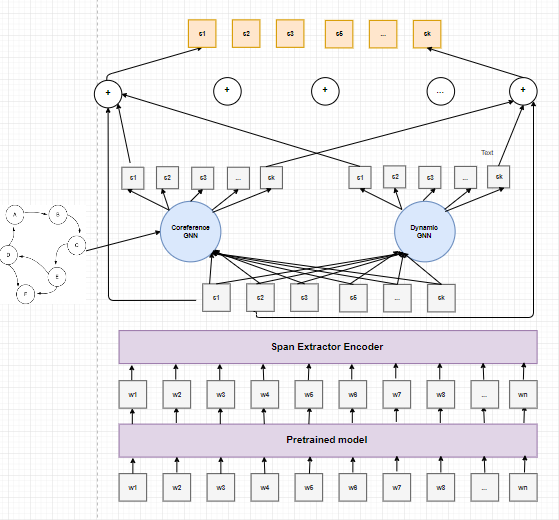 s1 s2 s3 s5 ... sk
+ + + ... +
Text
s1 s2 s3 ... sk s1 s2 s3 ... sk
A B
Coreference GNN
Dynamic GNN
C
D
E
F
s1 s2 s3 s5 ... sk
Span Extractor Encoder
w1 w2 w3 w4 w5 w6 w7 w8 ... wn
Pretrained model
w1 w2 w3 w4 w5 w6 w7 w8 ... wn